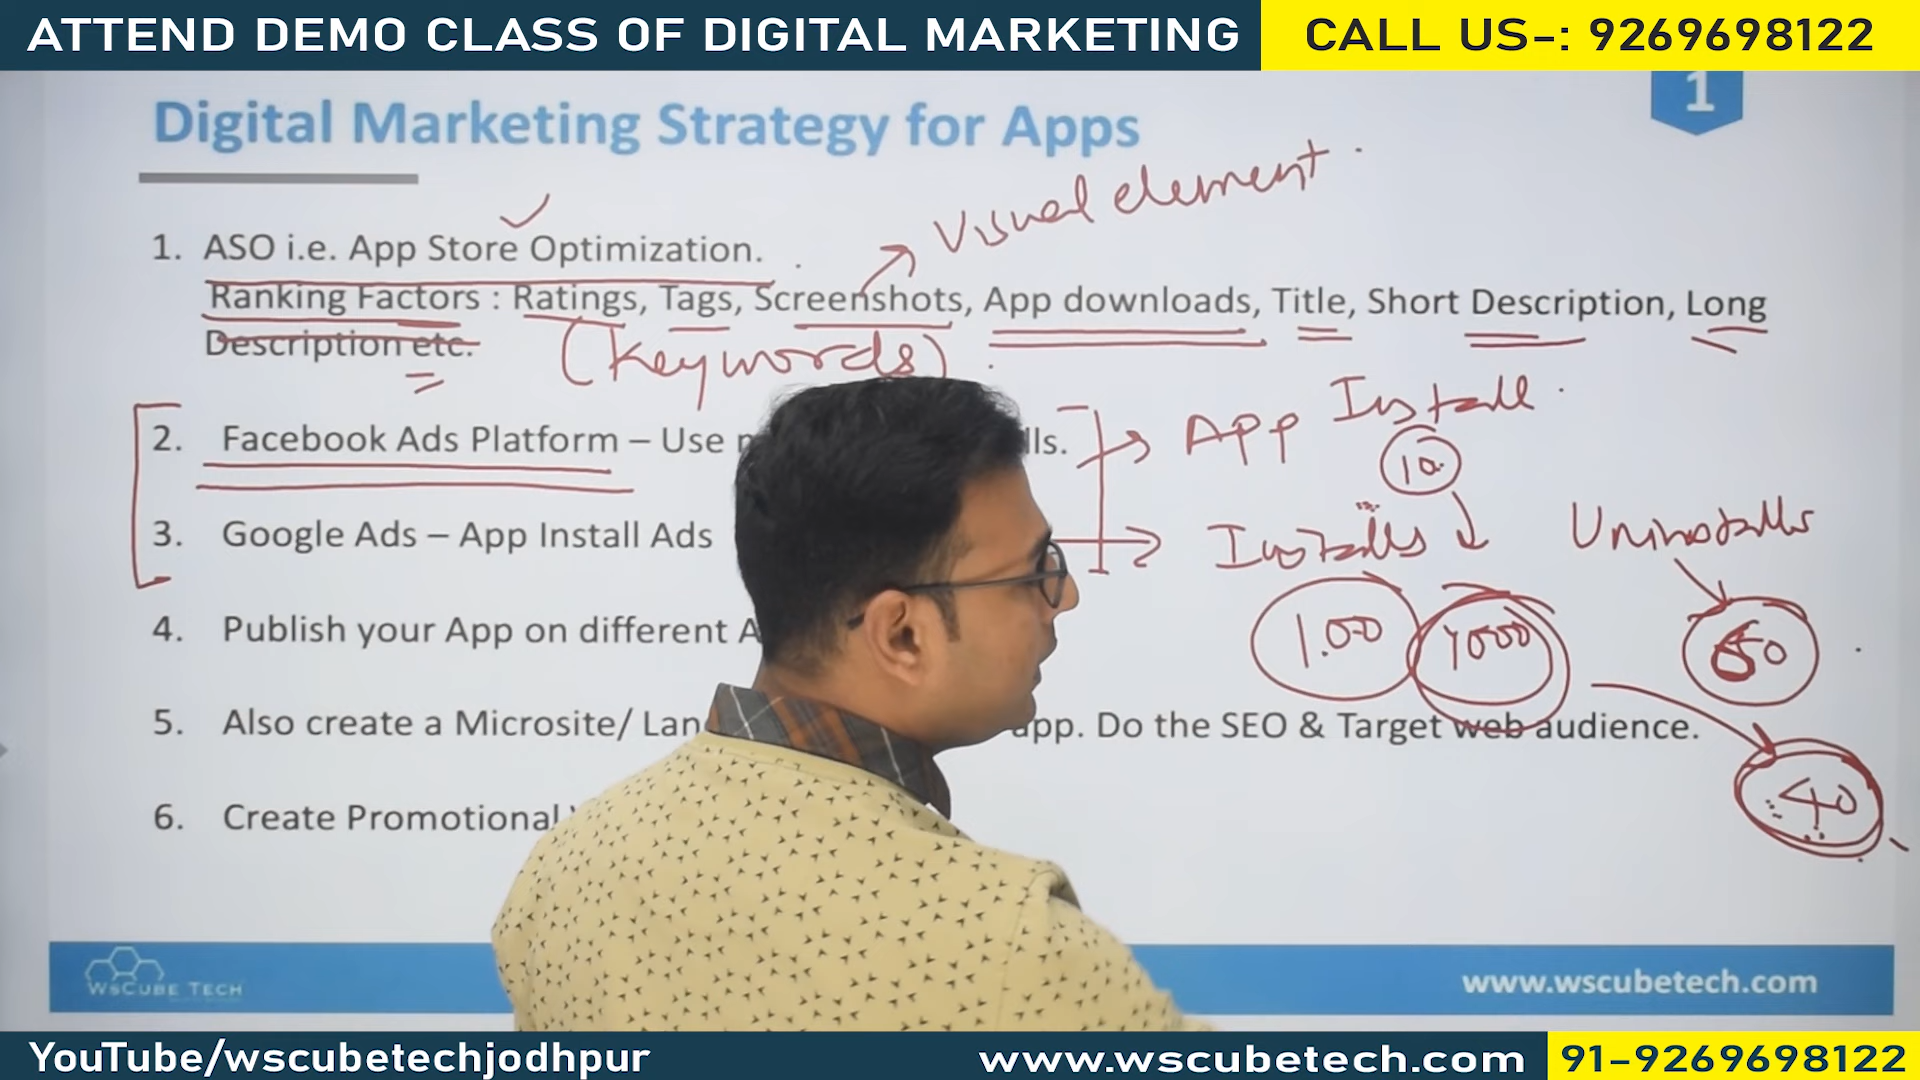 ATTEND DEMO CLASS OF DIGITAL MARKETING
CALL US-: 9269698122
1
Digital Marketing Strategy for Apps
Visual element.
1. ASO i.e. App Store Optimization.
Ranking Factors : Ratings, Tags, Screenshots, App downloads, Title, Short Description, Long
Description etc.
(Keywords)
App Install
2. Facebook Ads Platform – Use
10
3. Google Ads – App Install Ads
Installs
Uninstalls
4. Publish your App on different
1.00
1000
5. Also create a Microsite/ app. Do the SEO & Target web audience.
40
6. Create Promotional
WSCUBE TECH
www.wscubetech.com
YouTube/wscubetechjodhpur
www.wscubetech.com
91-9269698122